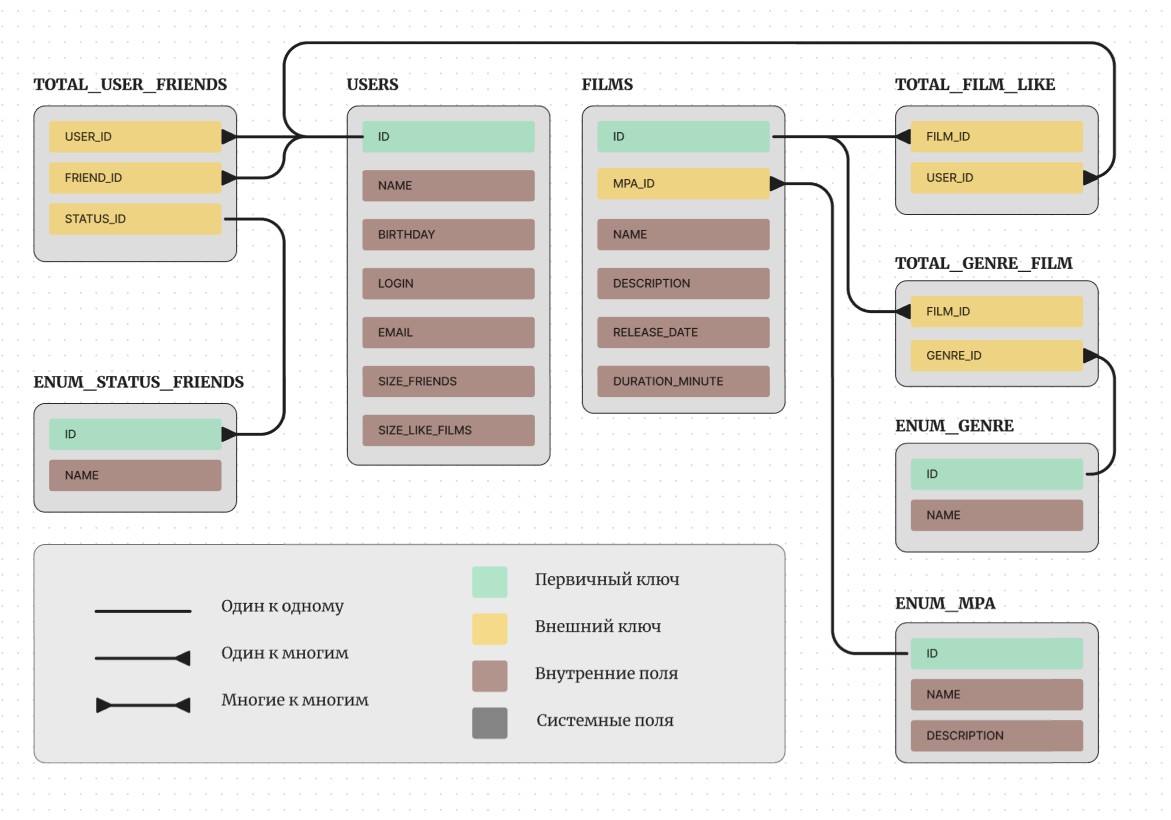 TOTAL_USER_FRIENDS
USER_ID
FRIEND_ID
STATUS_ID
ENUM_STATUS_FRIENDS
ID
NAME
USERS
ID
NAME
BIRTHDAY
LOGIN
EMAIL
SIZE_FRIENDS
SIZE_LIKE_FILMS
FILMS
ID
MPA_ID
NAME
DESCRIPTION
RELEASE_DATE
DURATION_MINUTE
TOTAL_FILM_LIKE
FILM_ID
USER_ID
TOTAL_GENRE_FILM
FILM_ID
GENRE_ID
ENUM_GENRE
ID
NAME
ENUM_MPA
ID
NAME
DESCRIPTION
Один к одному
Один к многим
Многие к многим
Первичный ключ
Внешний ключ
Внутренние поля
Системные поля